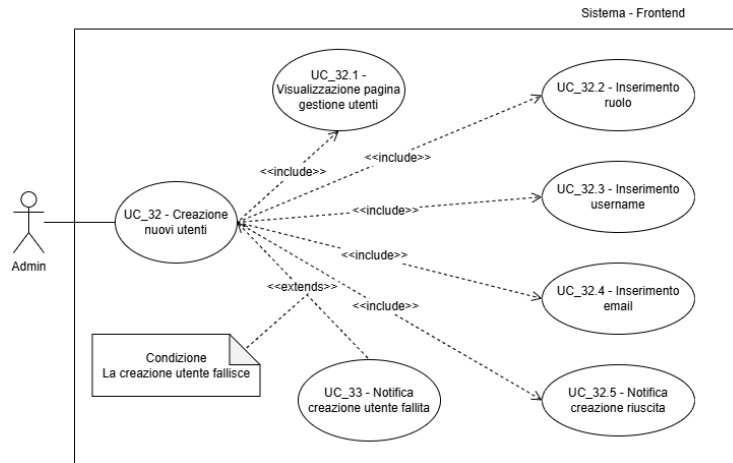 Sistema - Frontend
UC_32.1 -
Visualizzazione pagina
gestione utenti
UC_32.2 - Inserimento
ruolo
<<include>>
<<include>>
UC_32.3 - Inserimento
username
<<include>>
UC_32 - Creazione
nuovi utenti
Admin
<<include>>
<<extends>>
<<include>>
UC_32.4 - Inserimento
email
Condizione
La creazione utente fallisce
UC_33 - Notifica
creazione utente fallita
UC_32.5 - Notifica
creazione riuscita